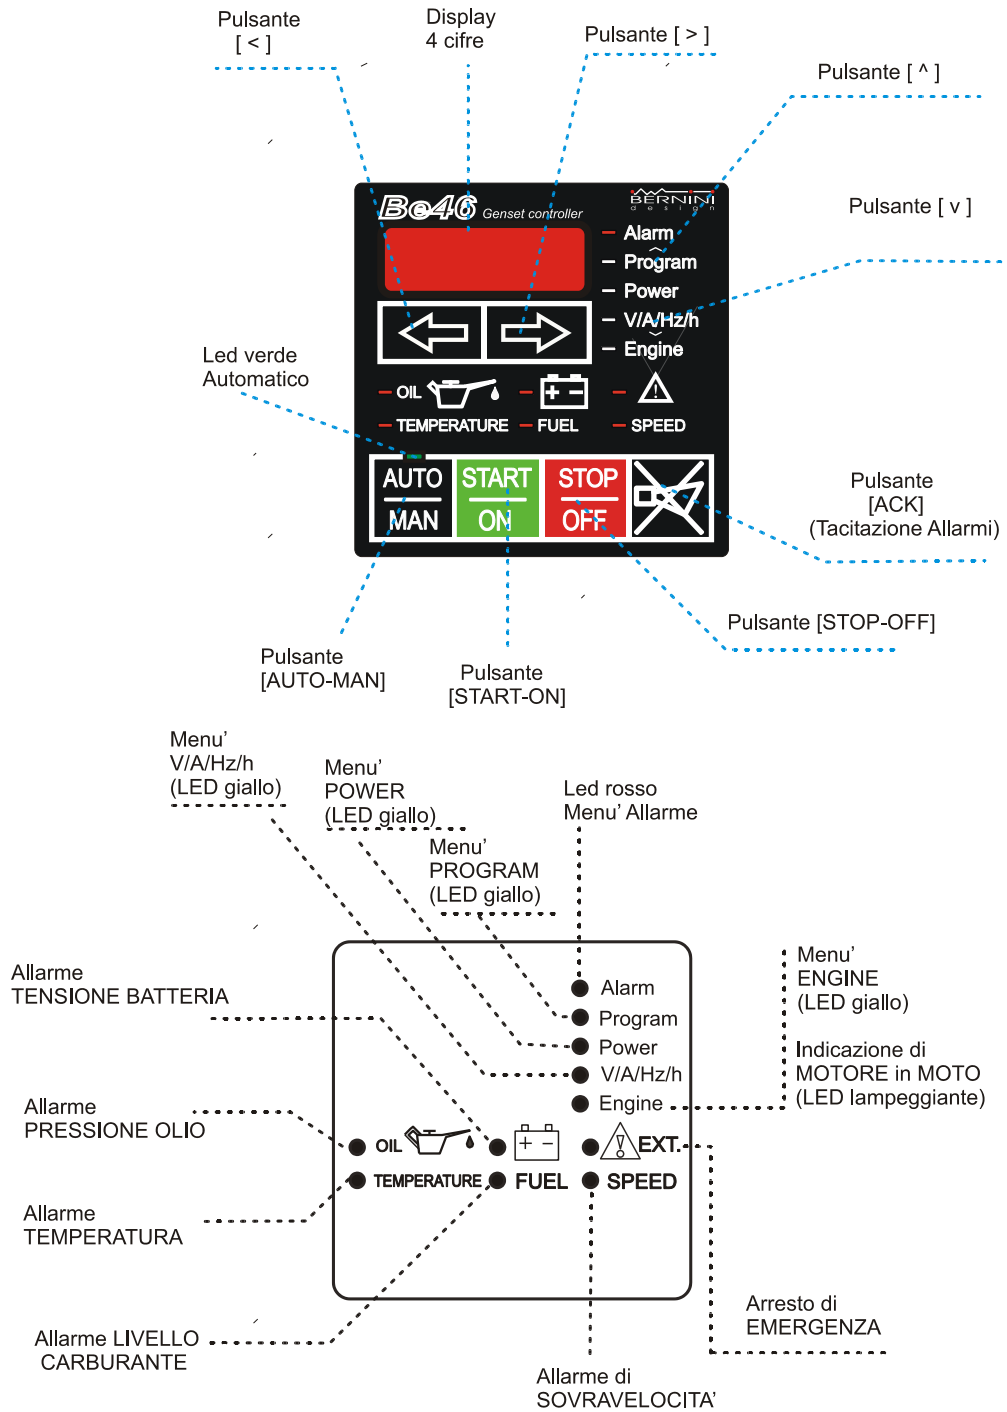 Pulsante
[ < ]
Display
4 cifre
Pulsante [ > ]
Pulsante [ ^ ]
Pulsante [ v ]
Be46 Genset controller
BERNINI
design
Alarm
Program
Power
V/A/Hz/h
Engine
Led verde
Automatico
OIL
TEMPERATURE
FUEL
SPEED
AUTO
MAN
START
ON
STOP
OFF
Pulsante
[ACK]
(Tacitazione Allarmi)
Pulsante [STOP-OFF]
Pulsante
[AUTO-MAN]
Pulsante
[START-ON]
Menu'
V/A/Hz/h
(LED giallo)
Menu'
POWER
(LED giallo)
Menu'
PROGRAM
(LED giallo)
Led rosso
Menu' Allarme
Allarme
TENSIONE BATTERIA
Menu'
ENGINE
(LED giallo)
Indicazione di
MOTORE in MOTO
(LED lampeggiante)
Alarm
Program
Power
V/A/Hz/h
Engine
Allarme
PRESSIONE OLIO
OIL
EXT.
TEMPERATURE
FUEL
SPEED
Allarme
TEMPERATURA
Allarme LIVELLO
CARBURANTE
Allarme di
SOVRAVELOCITA'
Arresto di
EMERGENZA